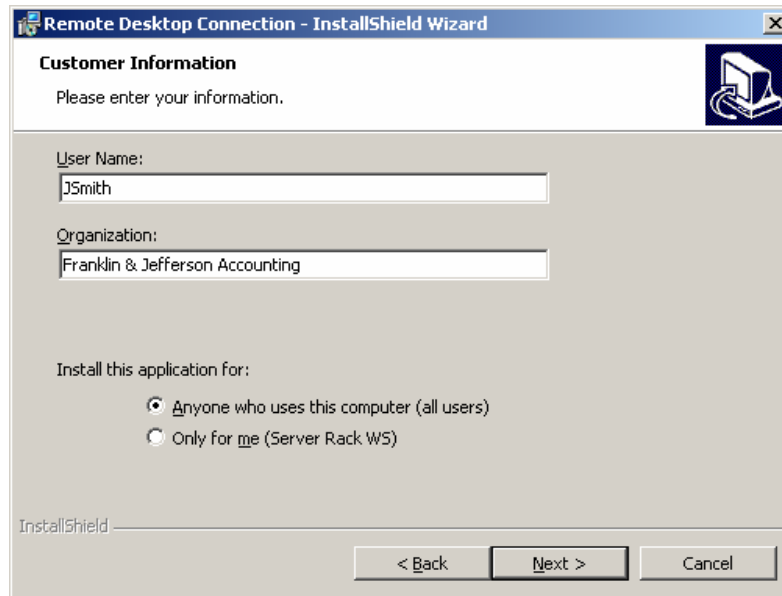 Remote Desktop Connection - InstallShield Wizard
Customer Information
Please enter your information.
User Name:
JSmith
Organization:
Franklin & Jefferson Accounting
Install this application for:
Anyone who uses this computer (all users)
Only for me (Server Rack WS)
InstallShield
< Back Next > Cancel